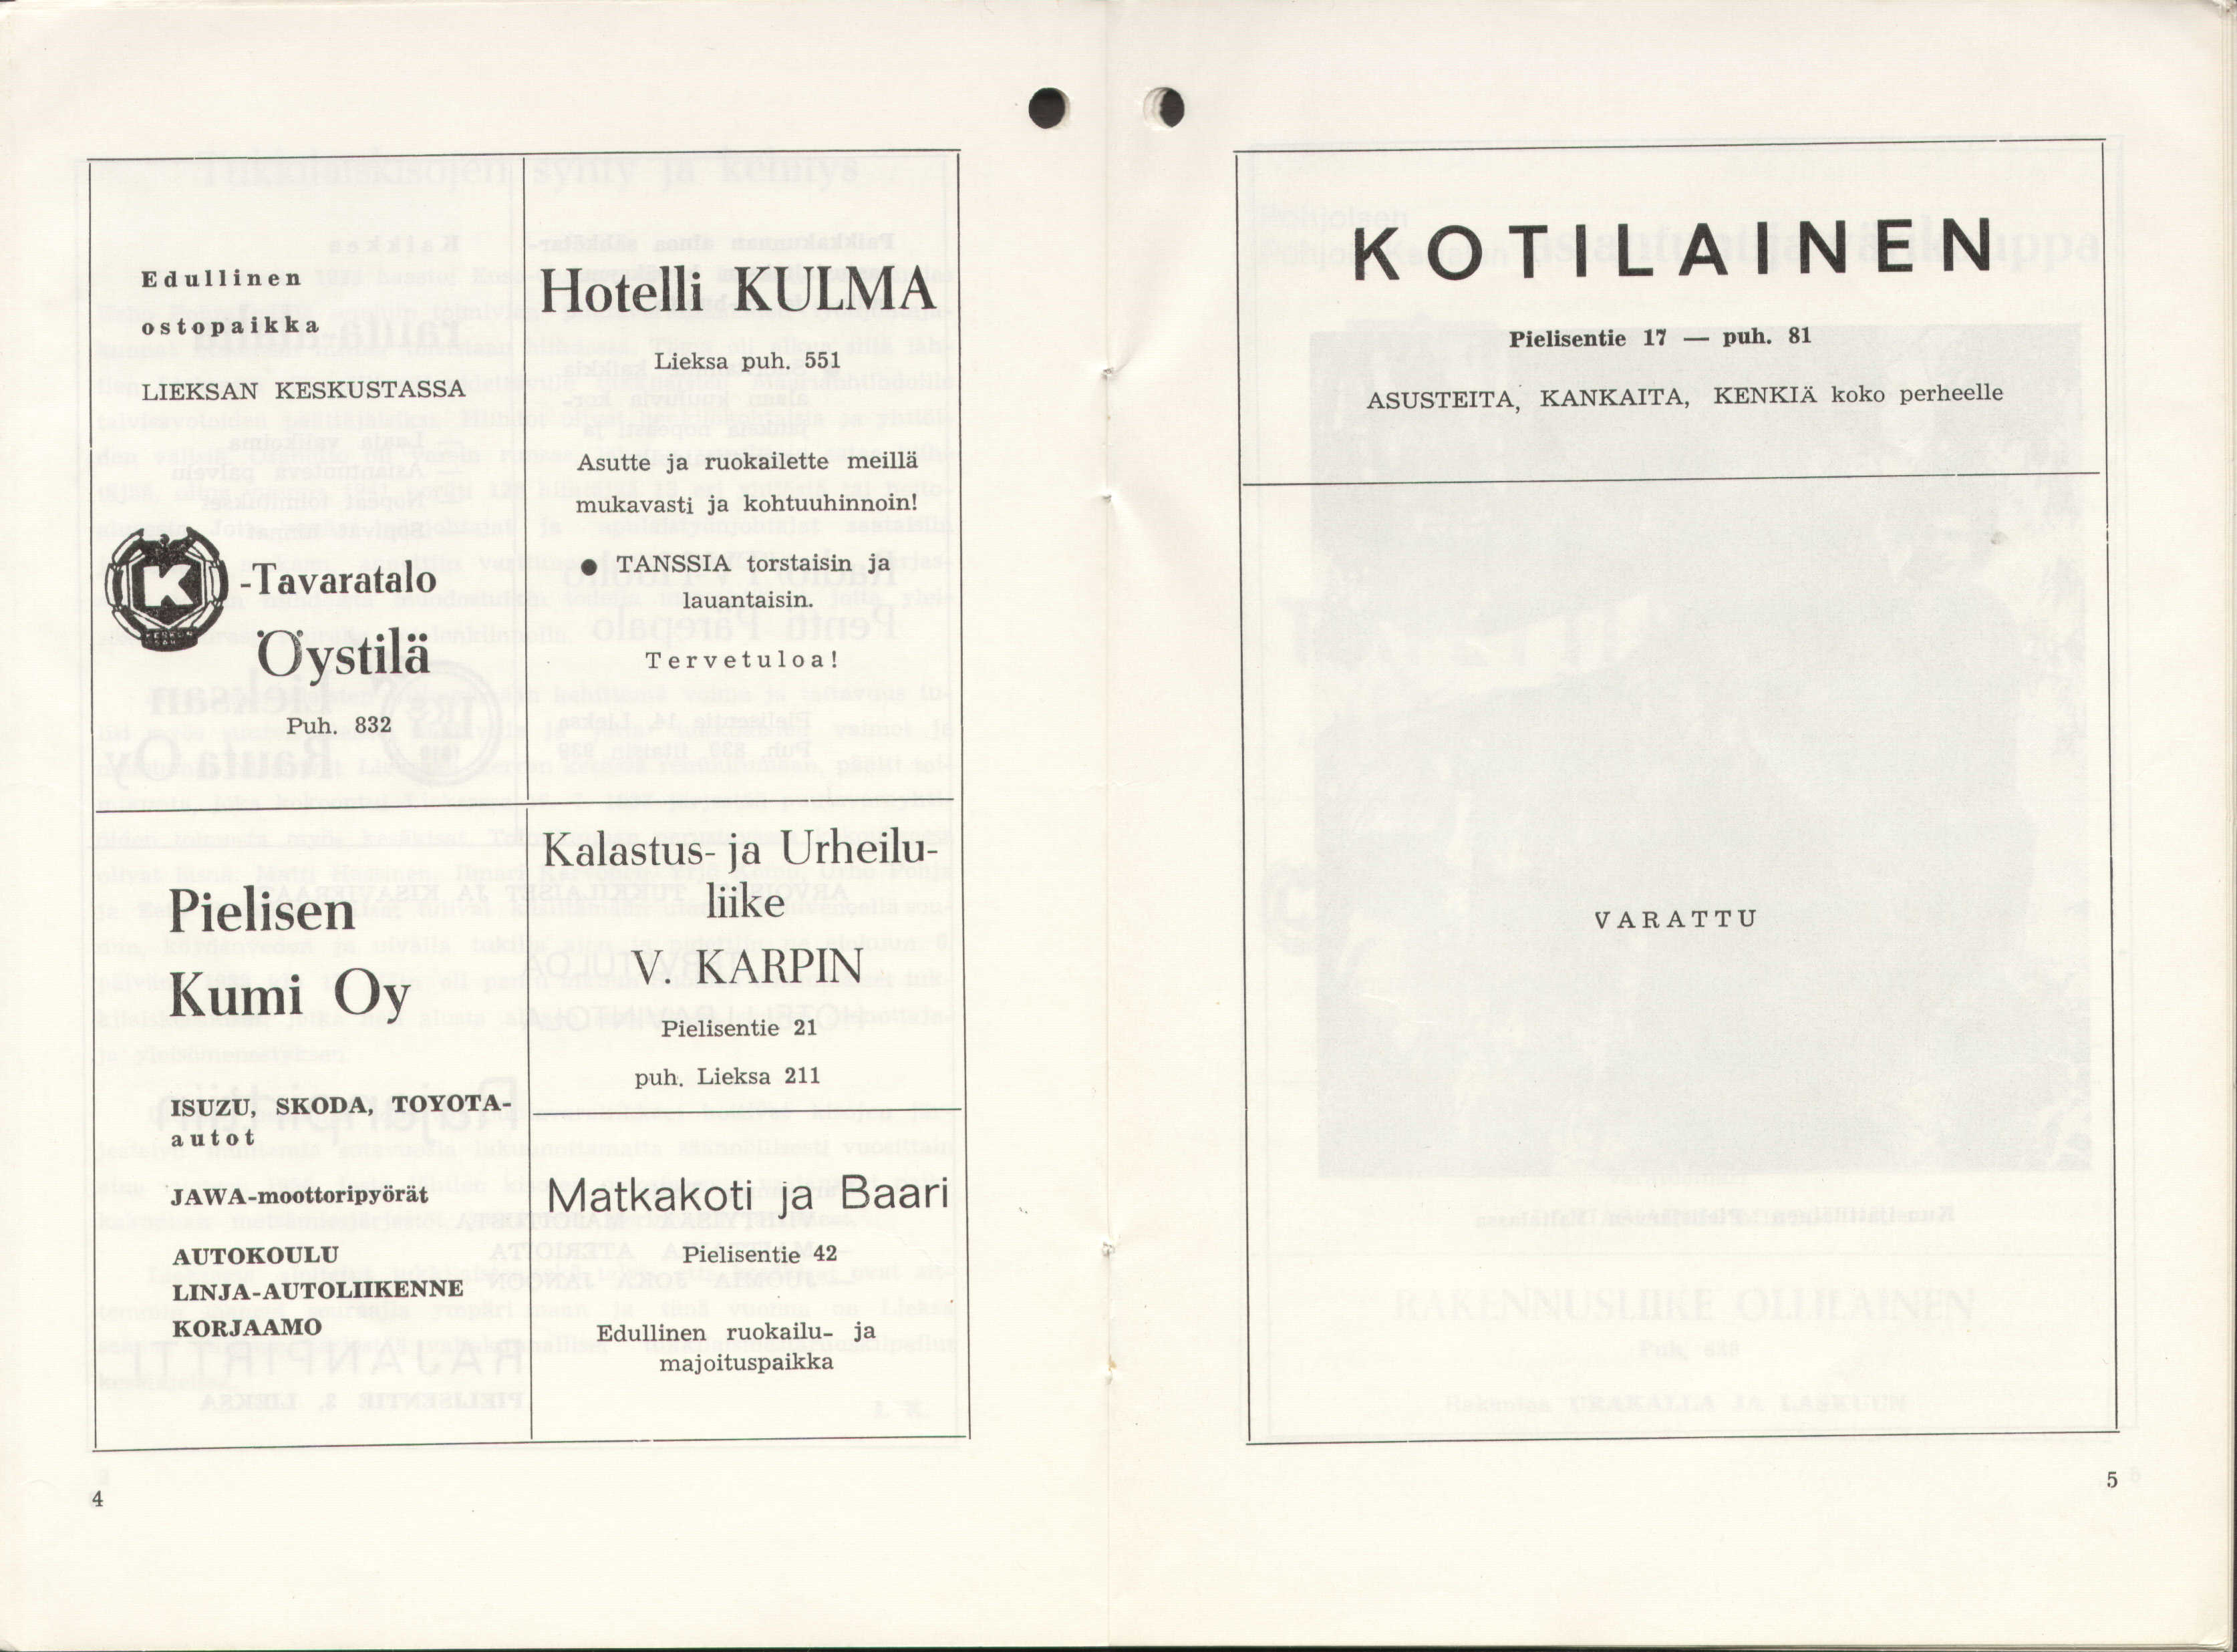 Edullinen
ostopaikka
LIEKSAN KESKUSTASSA
K
KESKUS
-Tavaratalo
Öystilä
Puh. 832
Hotelli KULMA
Lieksa puh. 551
Asutte ja ruokailette meillä
mukavasti ja kohtuuhinnoin!
● TANSSIA torstaisin ja
lauantaisin.
Tervetuloa!
Pielisen
Kumi Oy
ISUZU, SKODA, TOYOTA-
autot
JAWA-moottoripyörät
AUTOKOULU
LINJA-AUTOLIIKENNE
KORJAAMO
Kalastus- ja Urheilu-
liike
V. KARPIN
Pielisentie 21
puh. Lieksa 211
Matkakoti ja Baari
Pielisentie 42
Edullinen ruokailu- ja
majoituspaikka
4
KOTILAINEN
Pielisentie 17 — puh. 81
ASUSTEITA, KANKAITA, KENKIÄ koko perheelle
VARATTU
5